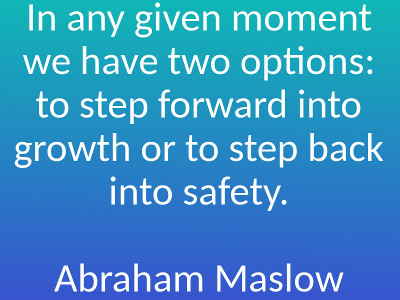 In any given moment
we have two options:
to step forward into
growth or to step back
into safety.
Abraham Maslow